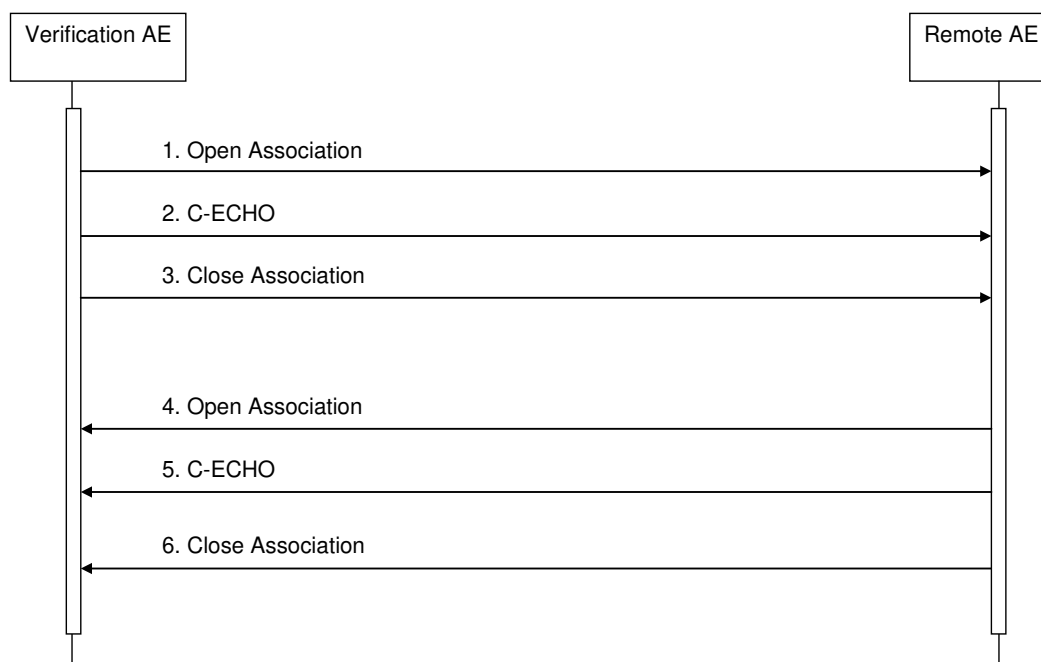 Verification AE
Remote AE
1. Open Association
2. C-ECHO
3. Close Association
4. Open Association
5. C-ECHO
6. Close Association